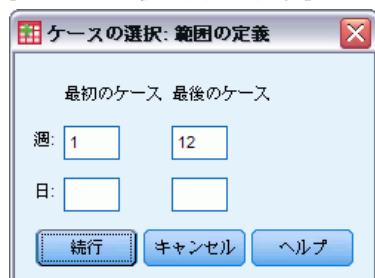 ケースの選択: 範囲の定義
最初のケース 最後のケース
週: 1 12
日:
続行 キャンセル ヘルプ